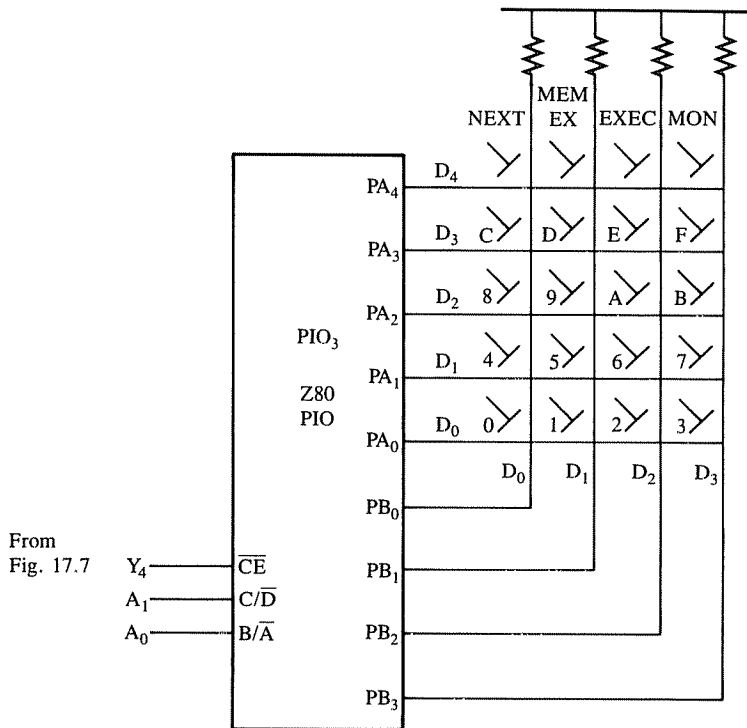 MEM
NEXT EX EXEC MON
PA₄ D₄
PA₃ D₃ C D E F
PA₂ D₂ 8 9 A B
PIO₃
PA₁ D₁ 4 5 6 7
Z80
PIO
PA₀ D₀ 0 1 2 3
D₀ D₁ D₂ D₃
PB₀
From
Fig. 17.7 Y₄ C̅E̅ PB₁
A₁ C/D̅
A₀ B/A̅ PB₂
PB₃